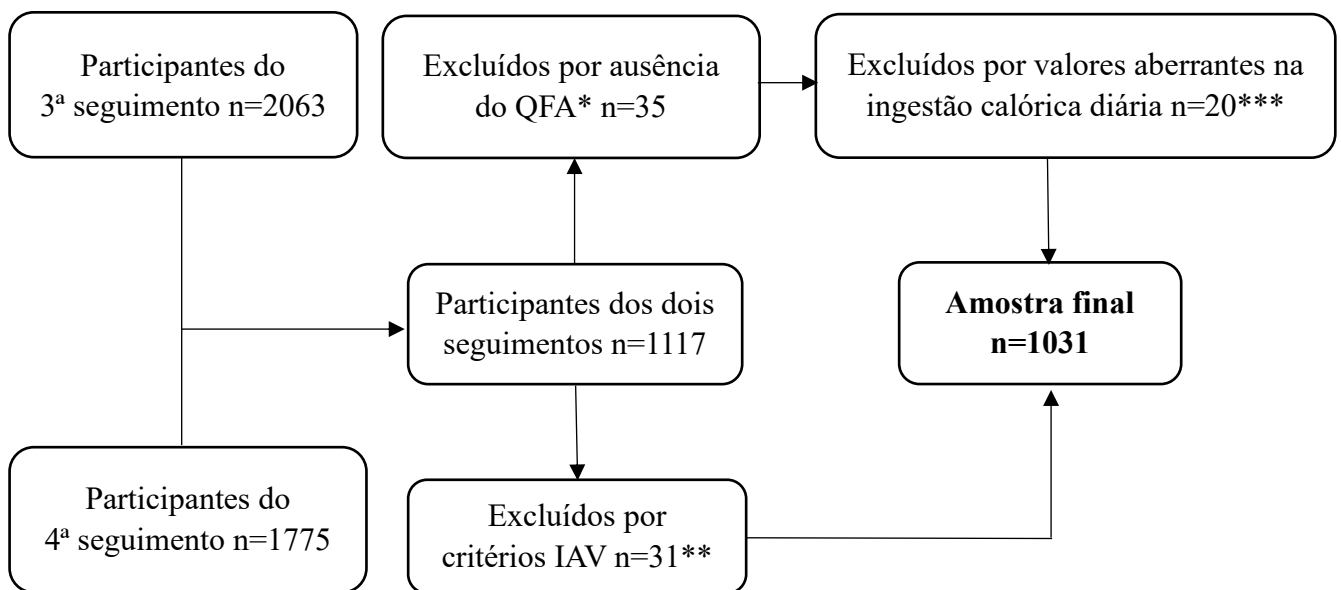 Participantes do
3ª seguimento n=2063
Excluídos por ausência
do QFA* n=35
Excluídos por valores aberrantes na
ingestão calórica diária n=20***
Participantes dos dois
seguimentos n=1117
Amostra final
n=1031
Participantes do
4ª seguimento n=1775
Excluídos por
critérios IAV n=31**